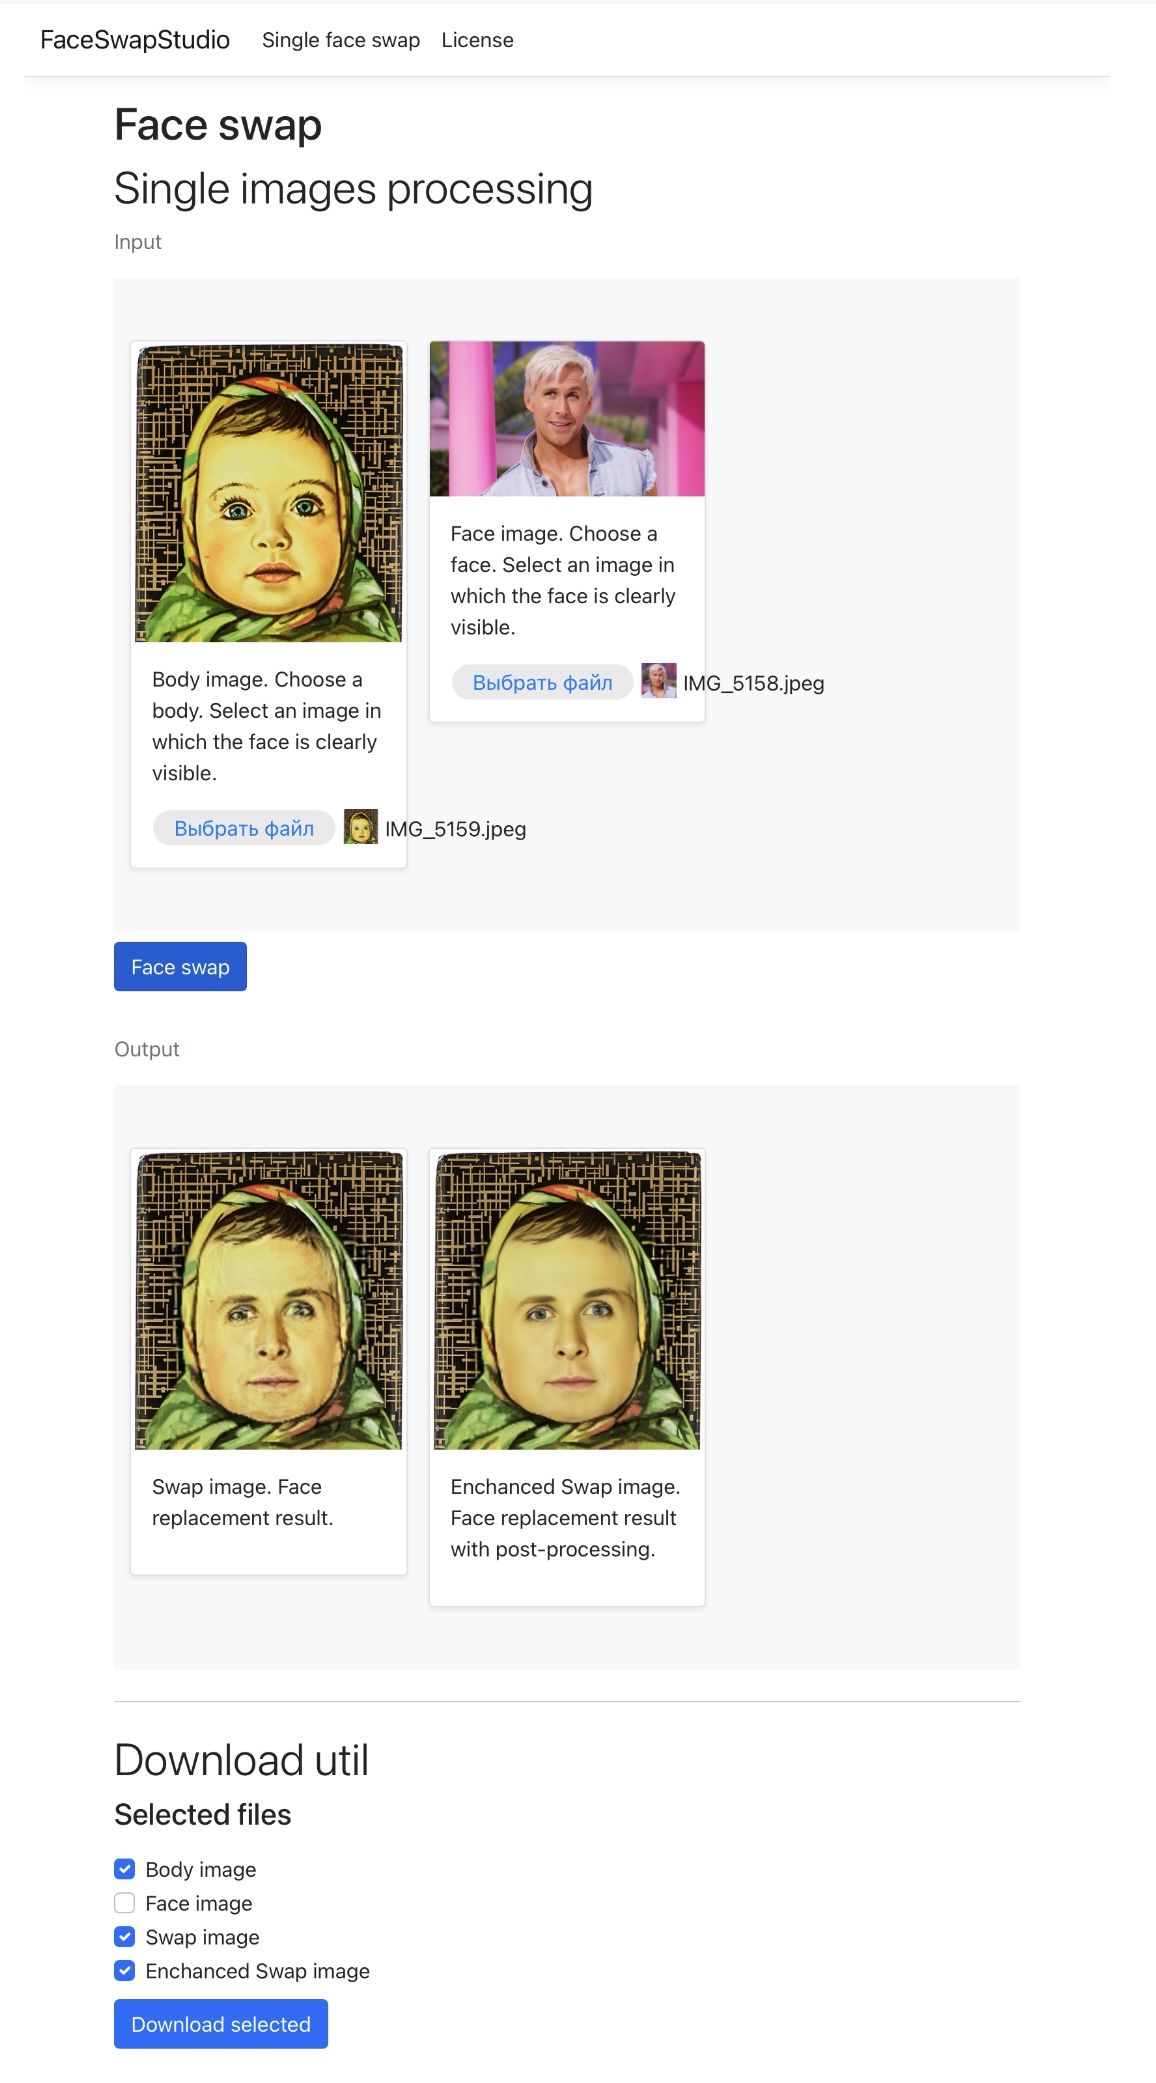 FaceSwapStudio Single face swap License
Face swap
Single images processing
Input
Body image. Choose a
body. Select an image in
which the face is clearly
visible.
Выбрать файл IMG_5159.jpeg
Face image. Choose a
face. Select an image in
which the face is clearly
visible.
Выбрать файл IMG_5158.jpeg
Face swap
Output
Swap image. Face
replacement result.
Enchanced Swap image.
Face replacement result
with post-processing.
Download util
Selected files
Body image
Face image
Swap image
Enchanced Swap image
Download selected